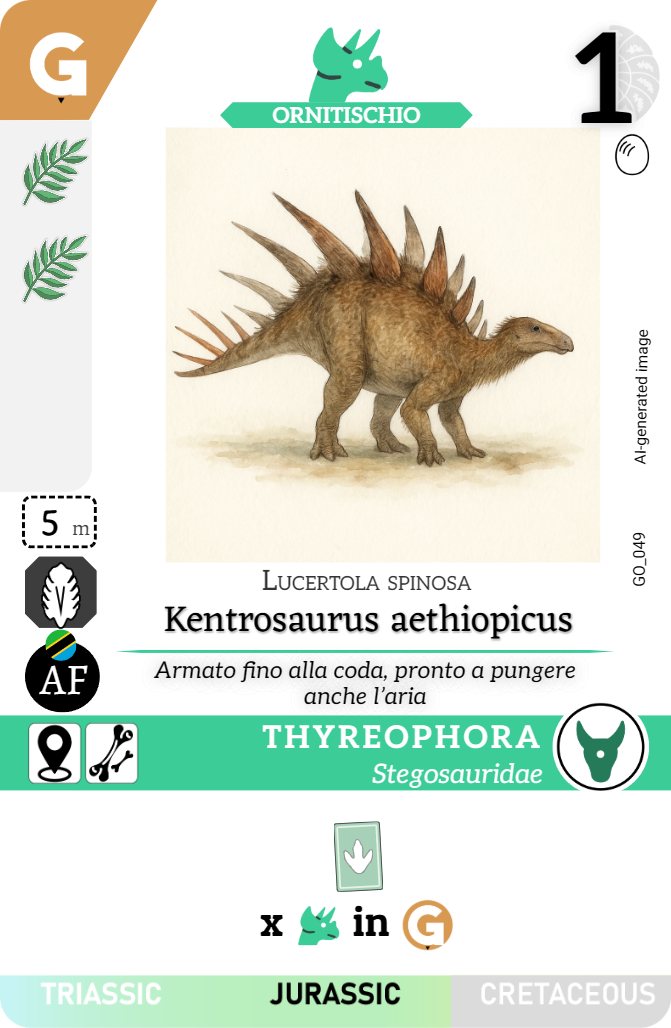 G
1
ORNITISCHIO
AI-generated image
GO_049
5 m
AF
Lucertola spinosa
Kentrosaurus aethiopicus
Armato fino alla coda, pronto a pungere
anche l'aria
THYREOPHORA
Stegosauridae
x in G
TRIASSIC JURASSIC CRETACEOUS